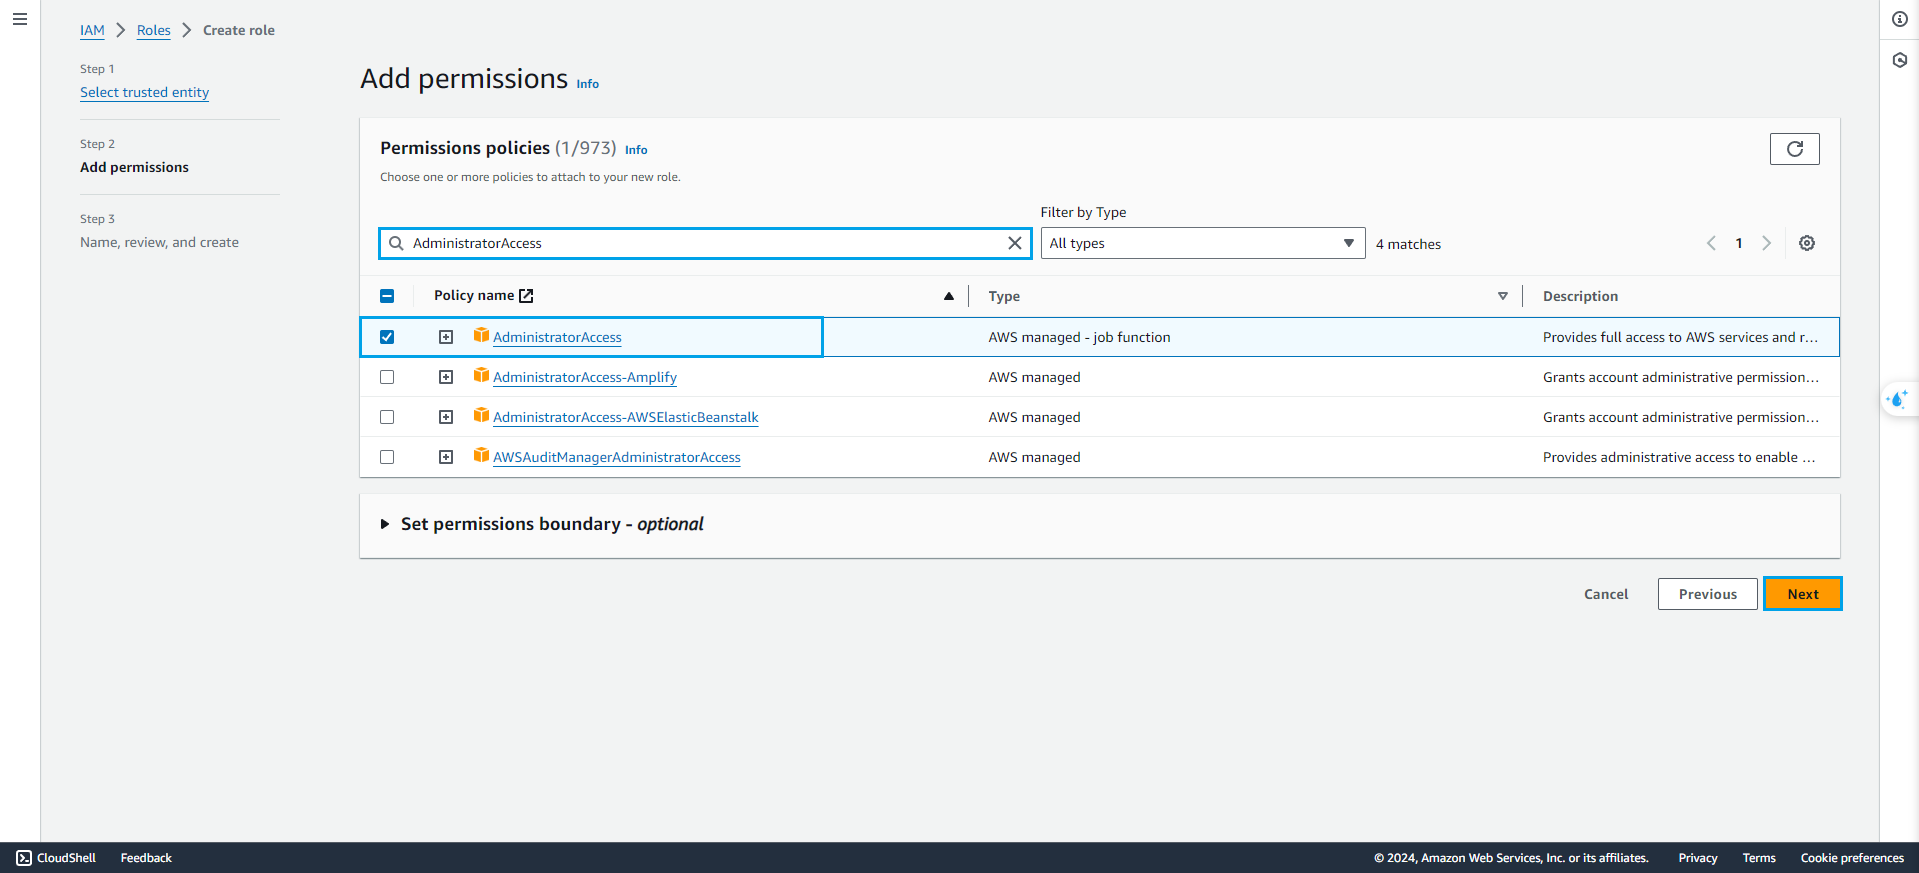 IAM > Roles > Create role
Step 1
Select trusted entity
Step 2
Add permissions
Step 3
Name, review, and create
Add permissions Info
Permissions policies (1/973) Info
Choose one or more policies to attach to your new role.
Filter by Type
AdministratorAccess All types 4 matches 1
Policy name Type Description
AdministratorAccess AWS managed - job function Provides full access to AWS services and r...
AdministratorAccess-Amplify AWS managed Grants account administrative permission...
AdministratorAccess-AWSElasticBeanstalk AWS managed Grants account administrative permission...
AWSAuditManagerAdministratorAccess AWS managed Provides administrative access to enable ...
Set permissions boundary - optional
Cancel Previous Next
CloudShell Feedback © 2024, Amazon Web Services, Inc. or its affiliates. Privacy Terms Cookie preferences